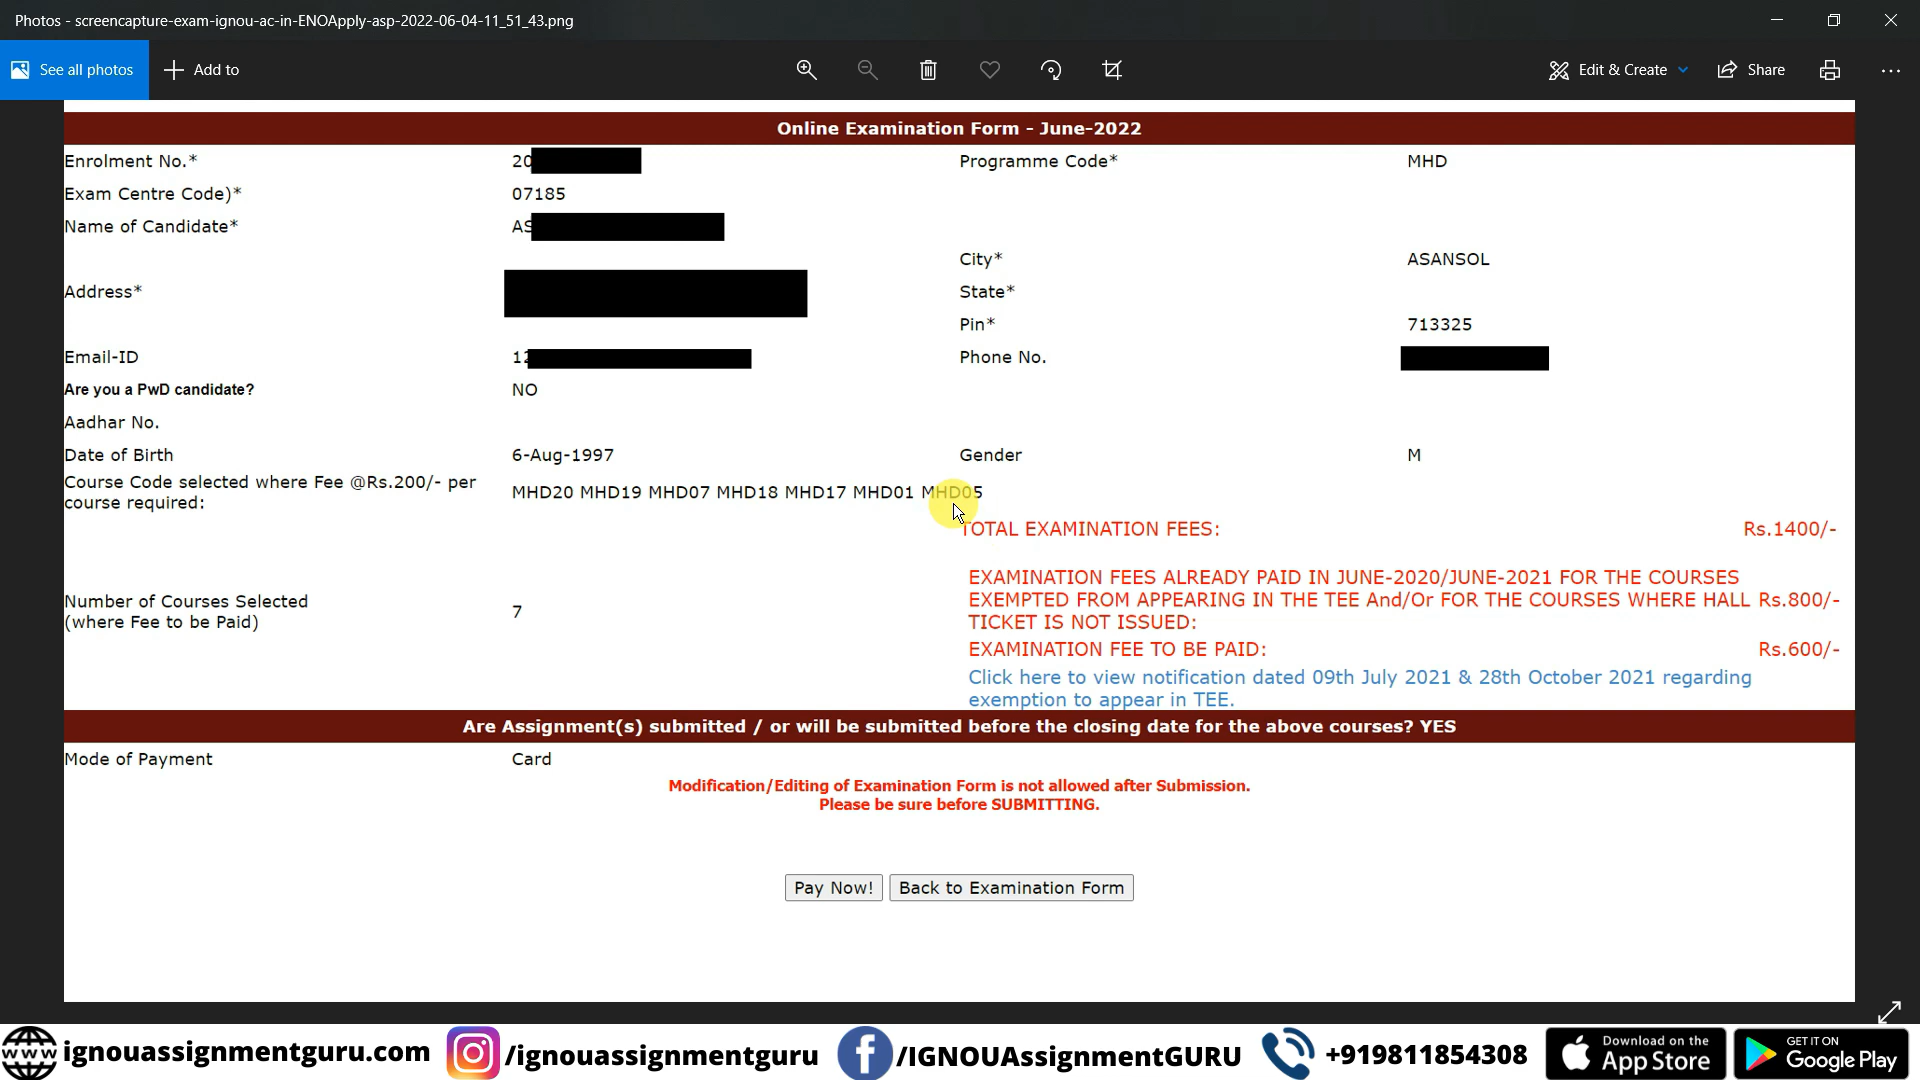 Photos - screencapture-exam-ignou-ac-in-ENOApply-asp-2022-06-04-11_51_43.png
See all photos
Add to
Edit & Create
Share
Online Examination Form - June-2022
Enrolment No.* 20 Programme Code* MHD
Exam Centre Code)* 07185
Name of Candidate* AS
City* ASANSOL
Address* State*
Pin* 713325
Email-ID 12 Phone No.
Are you a PwD candidate? NO
Aadhar No.
Date of Birth 6-Aug-1997 Gender M
Course Code selected where Fee @Rs.200/- per
course required:
MHD20 MHD19 MHD07 MHD18 MHD17 MHD01 MHD05
TOTAL EXAMINATION FEES: Rs.1400/-
Number of Courses Selected
(where Fee to be Paid)
7
EXAMINATION FEES ALREADY PAID IN JUNE-2020/JUNE-2021 FOR THE COURSES
EXEMPTED FROM APPEARING IN THE TEE And/Or FOR THE COURSES WHERE HALL Rs.800/-
TICKET IS NOT ISSUED:
EXAMINATION FEE TO BE PAID: Rs.600/-
Click here to view notification dated 09th July 2021 & 28th October 2021 regarding
exemption to appear in TEE.
Are Assignment(s) submitted / or will be submitted before the closing date for the above courses? YES
Mode of Payment Card
Modification/Editing of Examination Form is not allowed after Submission.
Please be sure before SUBMITTING.
Pay Now! Back to Examination Form
www
ignouassignmentguru.com
/ignouassignmentguru
/IGNOUAssignmentGURU
+919811854308
Download on the
App Store
GET IT ON
Google Play